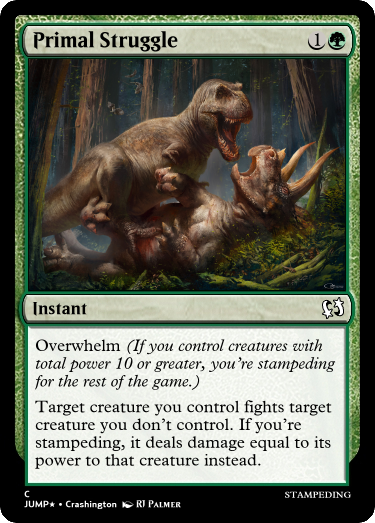 Primal Struggle 1
Instant
Overwhelm (If you control creatures with
total power 10 or greater, you're stampeding
for the rest of the game.)
Target creature you control fights target
creature you don't control. If you're
stampeding, it deals damage equal to its
power to that creature instead.
C
JUMP★ • Crashington RJ PALMER
STAMPEDING